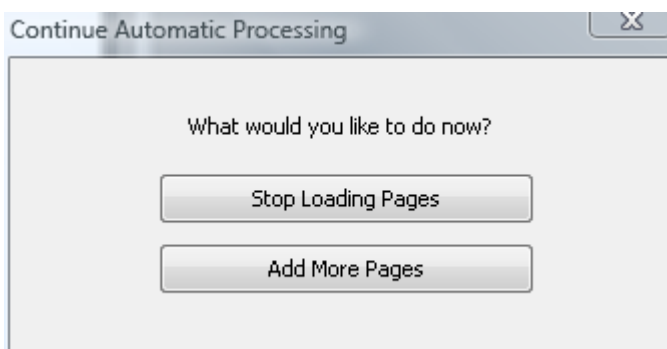 Continue Automatic Processing
What would you like to do now?
Stop Loading Pages
Add More Pages